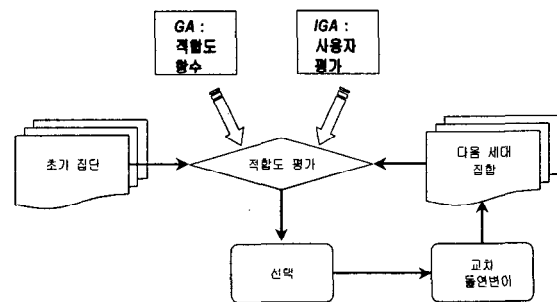 GA :
적합도
함수
IGA :
사용자
평가
초기 집단
적합도 평가
다음 세대
집합
선택
교차
돌연변이